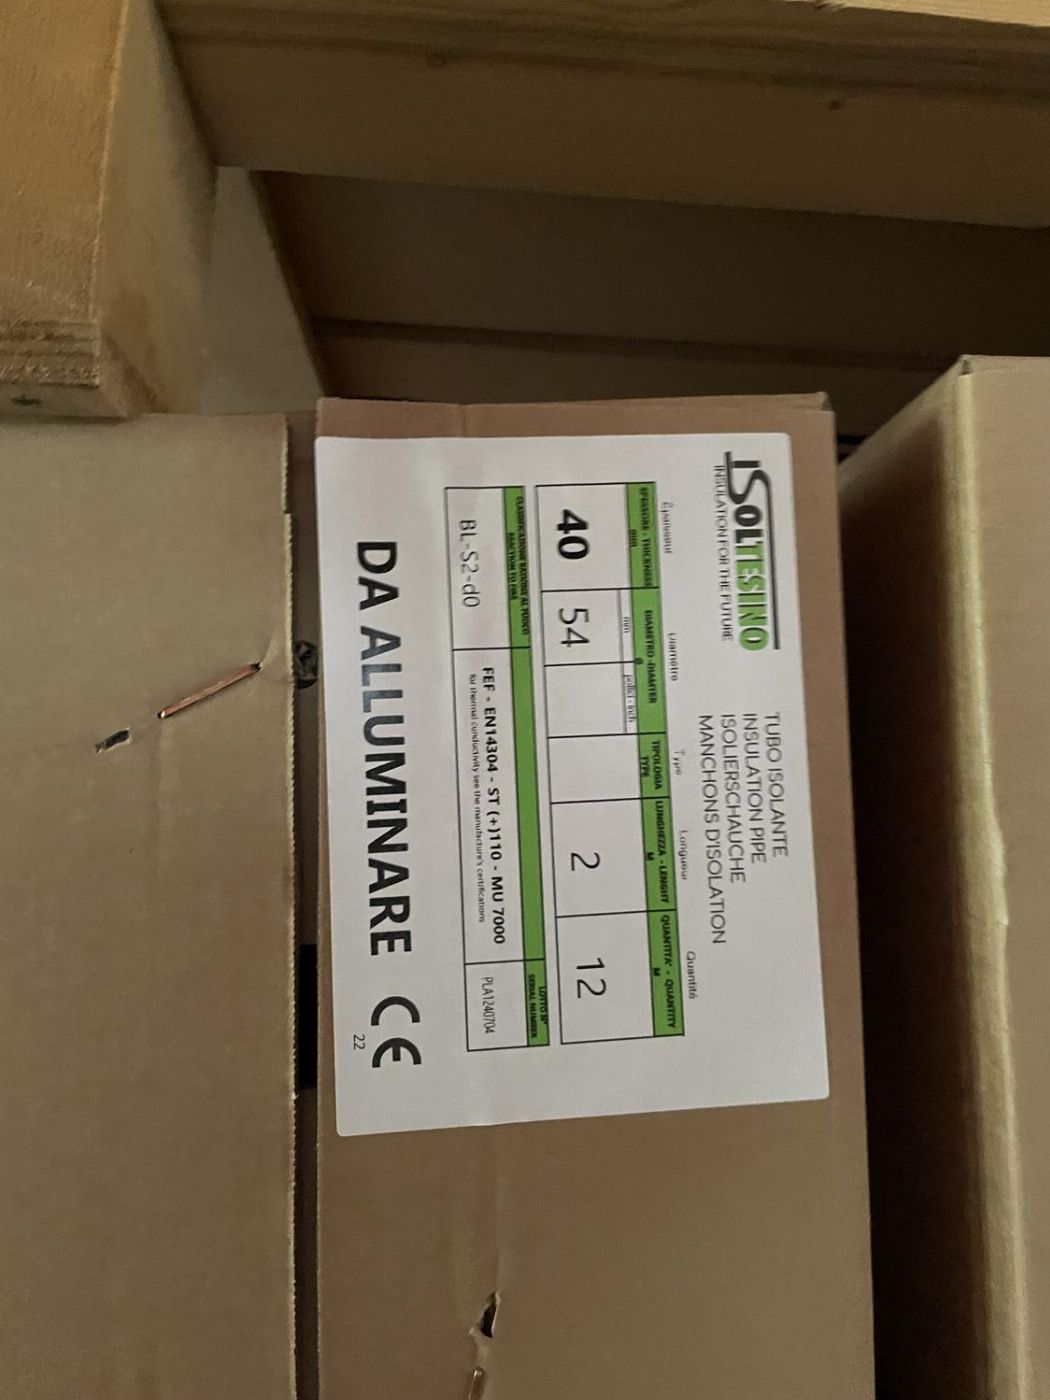 ISOLTESINO
INSULATION FOR THE FUTURE
TUBO ISOLANTE
INSULATION PIPE
ISOLIERSCHAUCHE
MANCHONS D'ISOLATION
Épaisseur Diamètre Type Longueur Quantité
SPESSORE - THICKNESS mm
DIAMETRO - DIAMTER
mm pollici - inch
TIPOLOGIA TYPE
LUNGHEZZA - LENGHT M
QUANTITA' - QUANTITY M
40 54 2 12
CLASSIFICAZIONE REAZIONE AL FUOCO
REACTION TO FIRE
LOTTO N°
SERIAL NUMBER
BL-S2-d0
FEF - EN14304 - ST (+)110 - MU 7000
for thermal conductivity see the manufacture's certifications
PLA1240704
DA ALLUMINARE CE
22